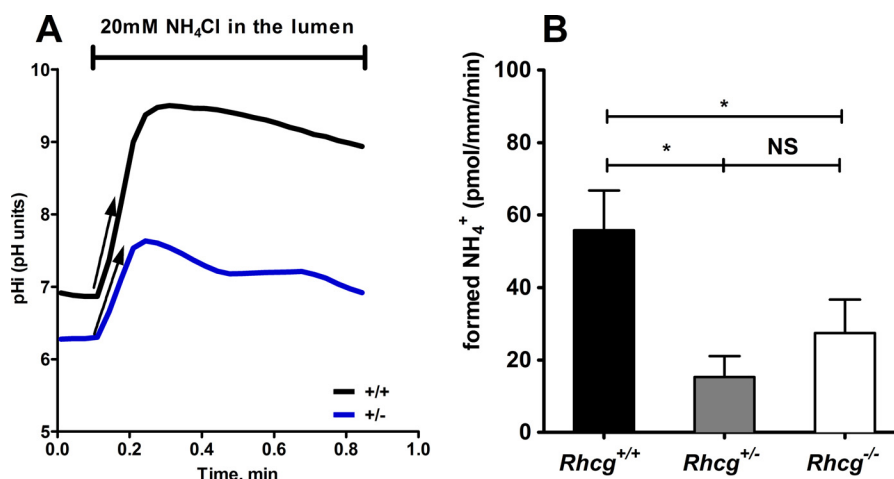 A
20mM NH₄Cl in the lumen
10
9
8
7
6
5
pHi (pH units)
0.0 0.2 0.4 0.6 0.8 1.0
Time, min
+/+
+/-
B
100
80
60
40
20
0
formed NH₄⁺ (pmol/mm/min)
*
*
NS
Rhcg⁺/⁺ Rhcg⁺/⁻ Rhcg⁻/⁻